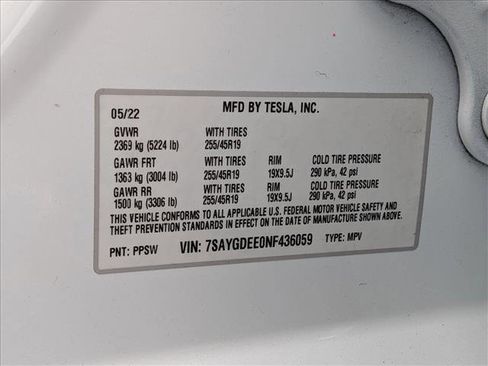 05/22 MFD BY TESLA, INC.
GVWR WITH TIRES
2369 kg (5224 lb) 255/45R19
GAWR FRT WITH TIRES RIM COLD TIRE PRESSURE
1363 kg (3004 lb) 255/45R19 19X9.5J 290 kPa, 42 psi
GAWR RR WITH TIRES RIM COLD TIRE PRESSURE
1500 kg (3306 lb) 255/45R19 19X9.5J 290 kPa, 42 psi
THIS VEHICLE CONFORMS TO ALL APPLICABLE U.S. FEDERAL MOTOR VEHICLE SAFETY AND
THEFT PREVENTION STANDARDS IN EFFECT ON THE DATE OF MANUFACTURE SHOWN ABOVE.
PNT: PPSW VIN: 7SAYGDEE0NF436059 TYPE: MPV